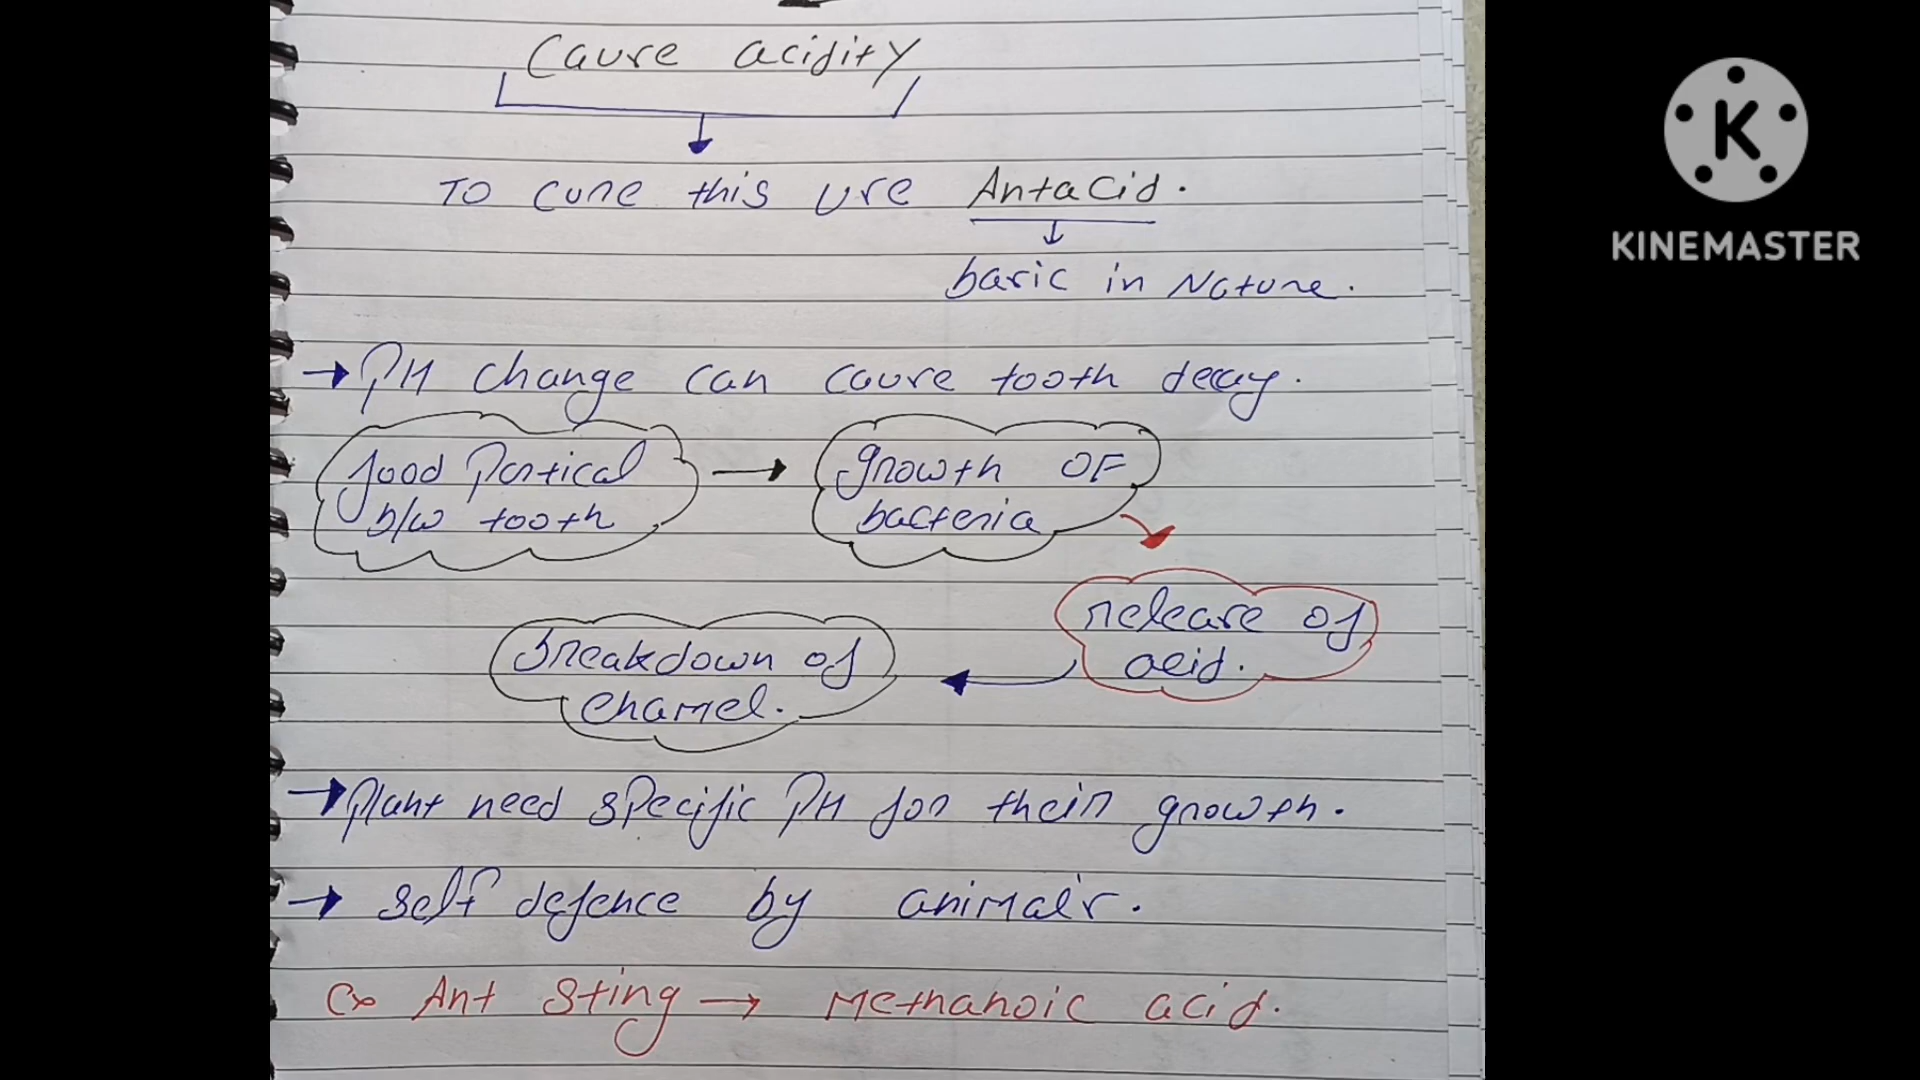 Cause acidity
To cure this use Antacid.
basic in Nature.
→ PH change can cause tooth decay.
food Partical b/w tooth → growth OF bacteria
release of acid.
breakdown of enamel.
→ Plant need specific PH for their growth.
→ self defence by animal's.
Ex Ant Sting → Methanoic acid.
K
KINEMASTER